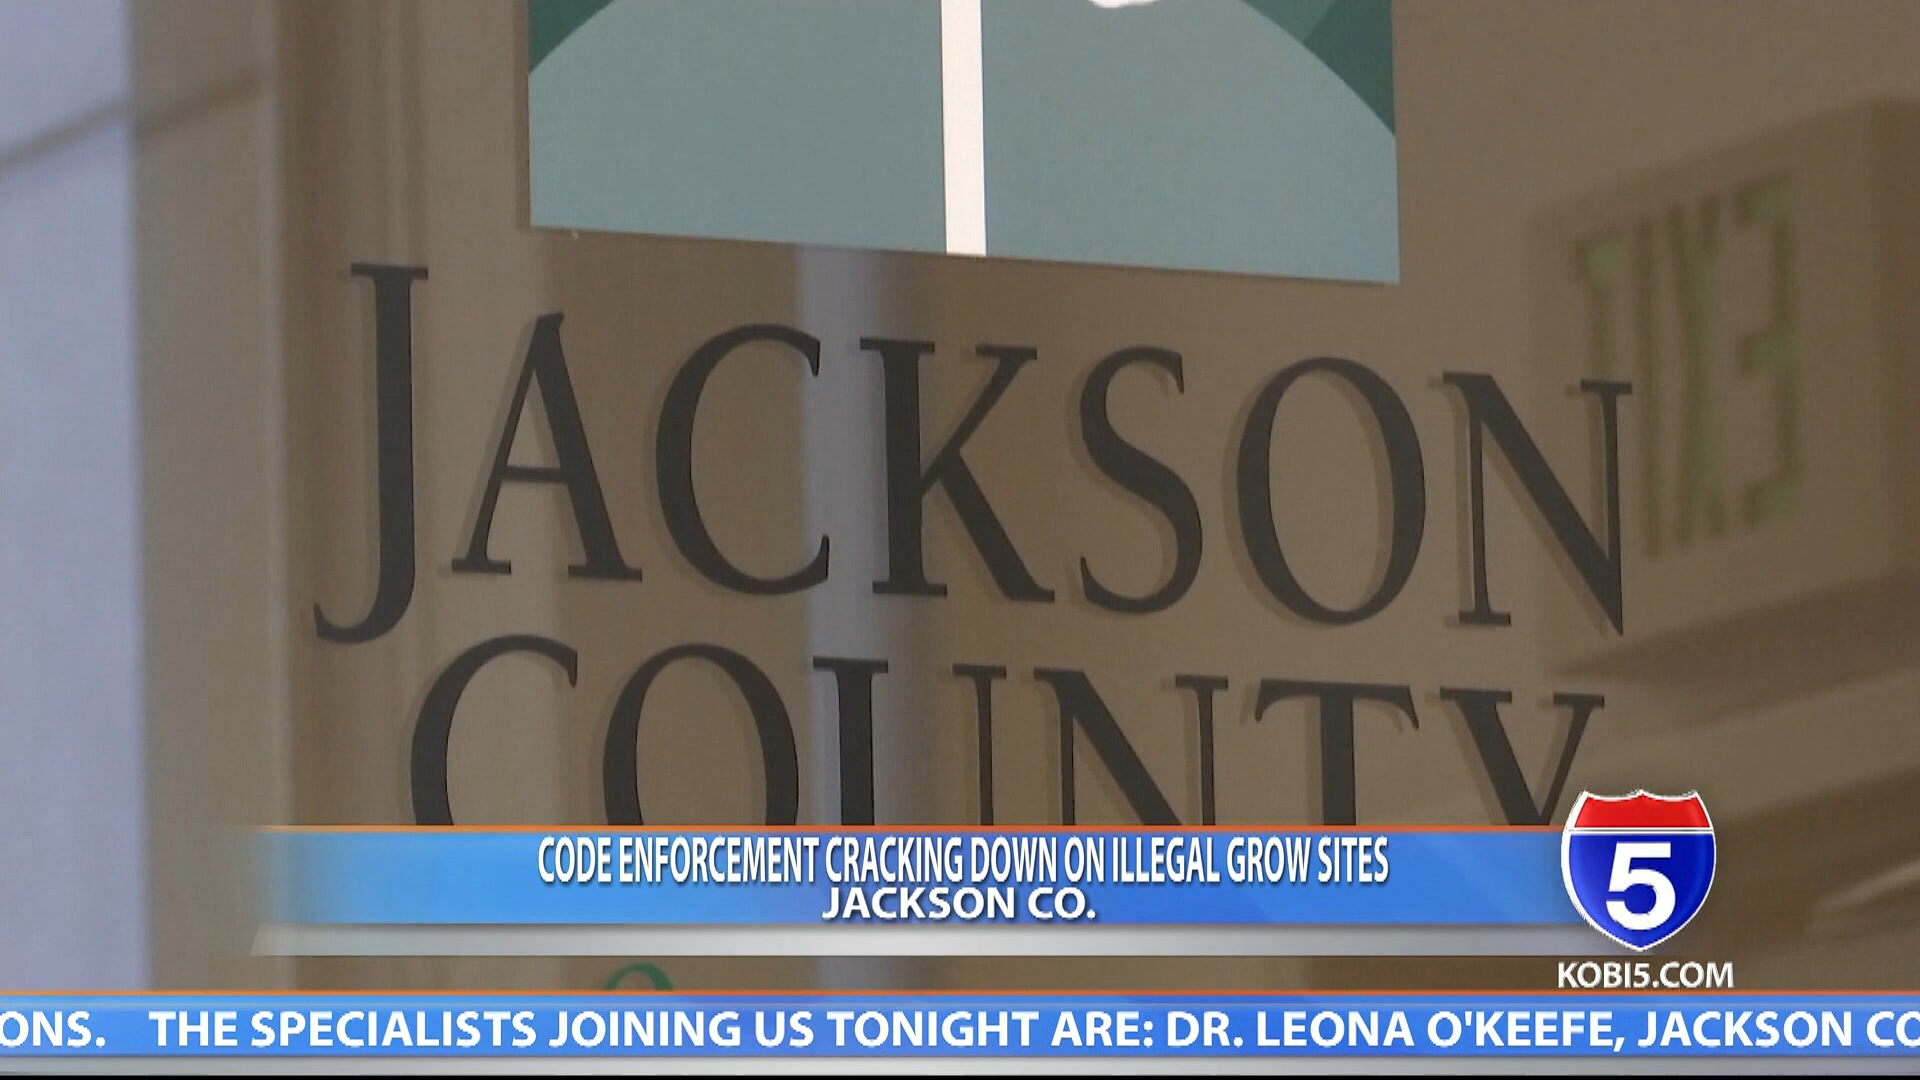 JACKSON
COUNTY
CODE ENFORCEMENT CRACKING DOWN ON ILLEGAL GROW SITES
JACKSON CO.
5
KOBI5.COM
ONS. THE SPECIALISTS JOINING US TONIGHT ARE: DR. LEONA O'KEEFE, JACKSON CO